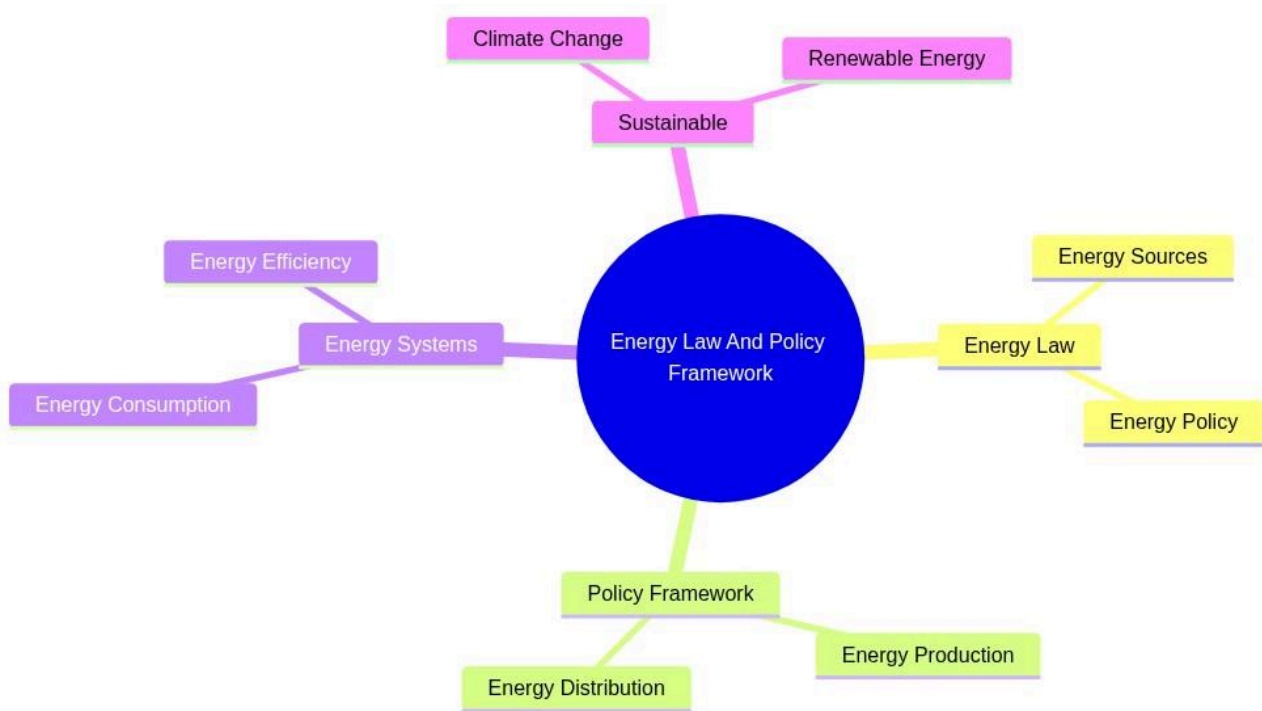 Climate Change
Renewable Energy
Sustainable
Energy Efficiency
Energy Sources
Energy Systems
Energy Law And Policy
Framework
Energy Law
Energy Consumption
Energy Policy
Policy Framework
Energy Production
Energy Distribution